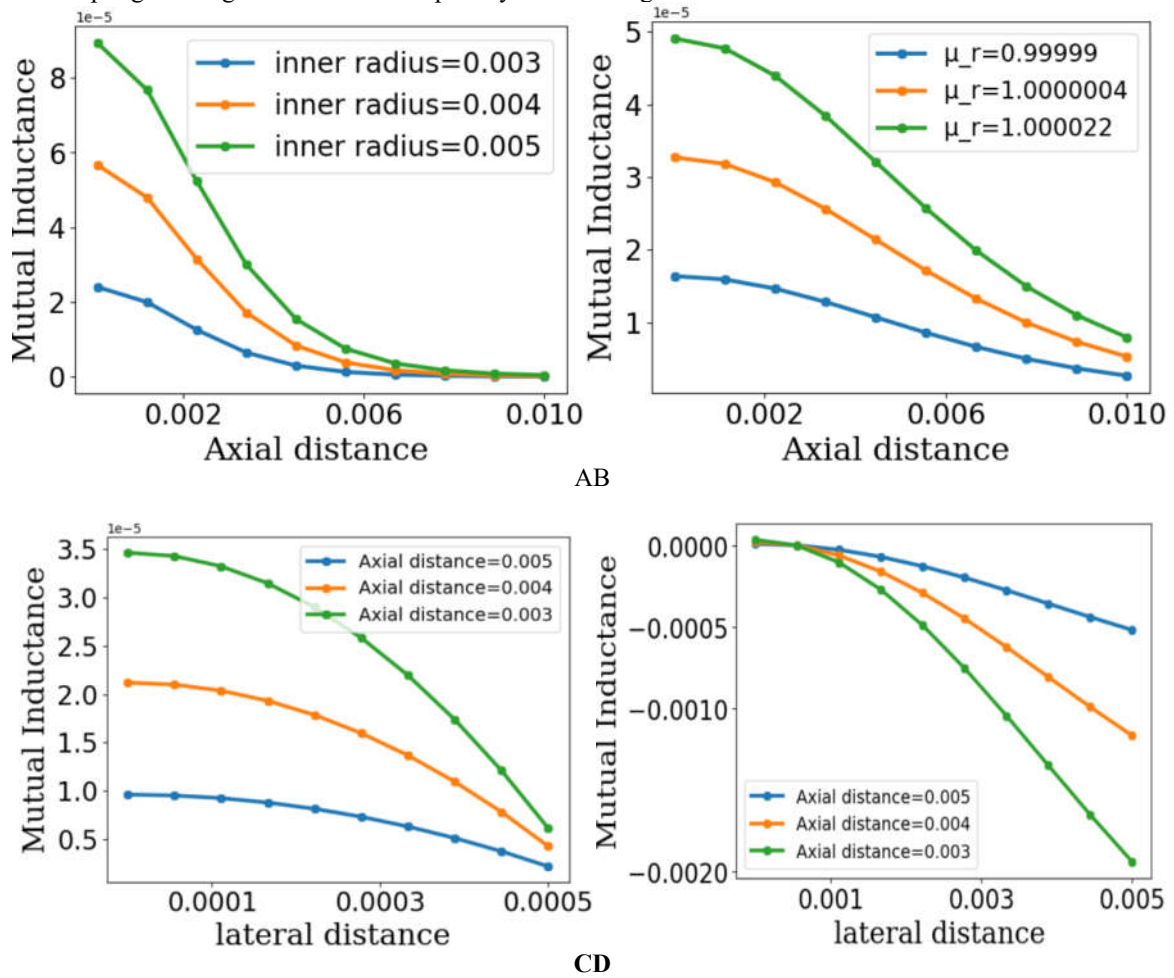 1e-5
Mutual Inductance
8
6
4
2
0
inner radius=0.003
inner radius=0.004
inner radius=0.005
0.002 0.006 0.010
Axial distance
1e-5
Mutual Inductance
5
4
3
2
1
μ_r=0.99999
μ_r=1.0000004
μ_r=1.000022
0.002 0.006 0.010
Axial distance
AB
1e-5
Mutual Inductance
3.5
3.0
2.5
2.0
1.5
1.0
0.5
Axial distance=0.005
Axial distance=0.004
Axial distance=0.003
0.0001 0.0003 0.0005
lateral distance
Mutual Inductance
0.0000
−0.0005
−0.0010
−0.0020
Axial distance=0.005
Axial distance=0.004
Axial distance=0.003
0.001 0.003 0.005
lateral distance
CD